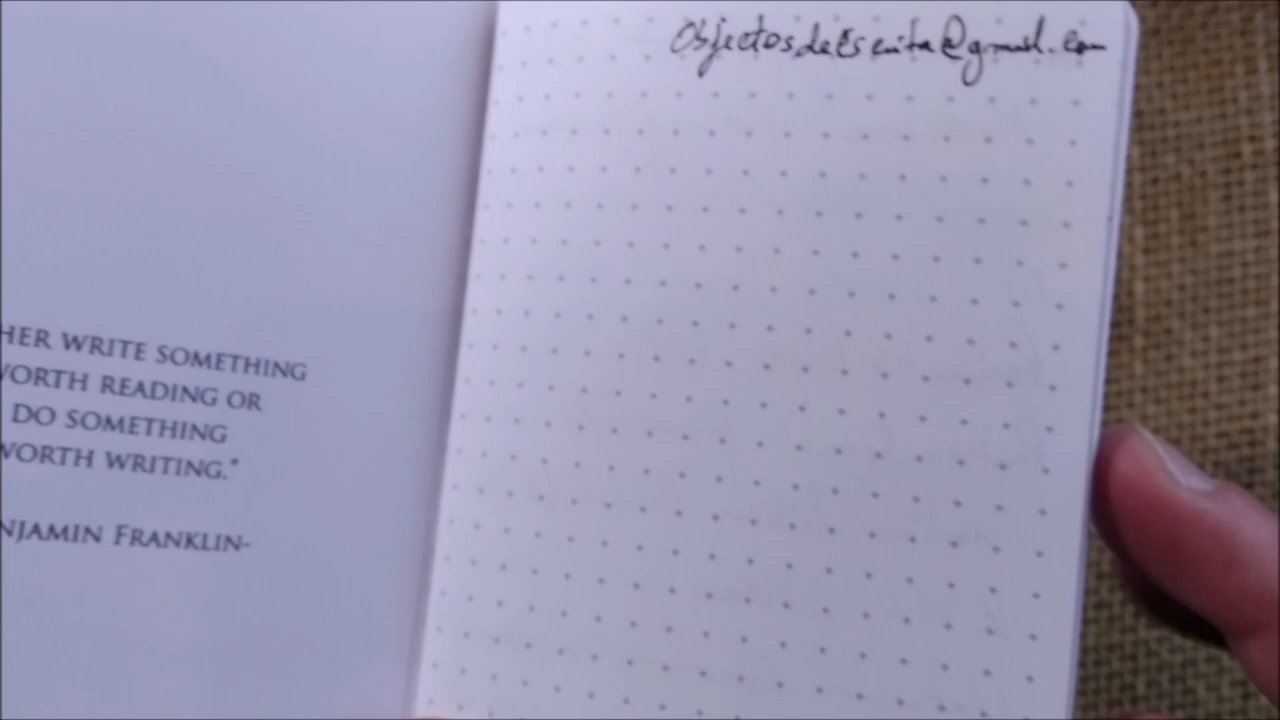 ObjectosdeEscrita@gmail.com
HER WRITE SOMETHING
WORTH READING OR
DO SOMETHING
WORTH WRITING."
NJAMIN FRANKLIN-